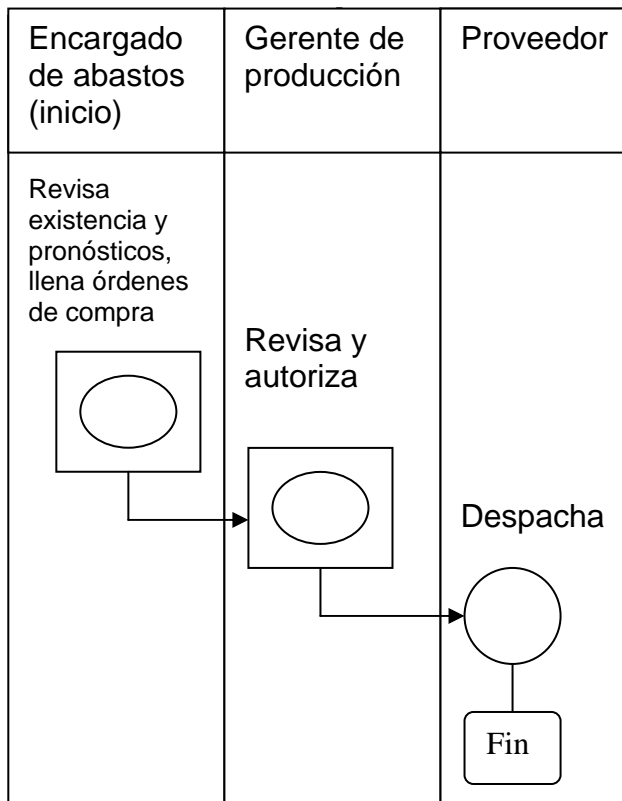 Encargado
de abastos
(inicio)
Gerente de
producción
Proveedor
Revisa
existencia y
pronósticos,
llena órdenes
de compra
Revisa y
autoriza
Despacha
Fin